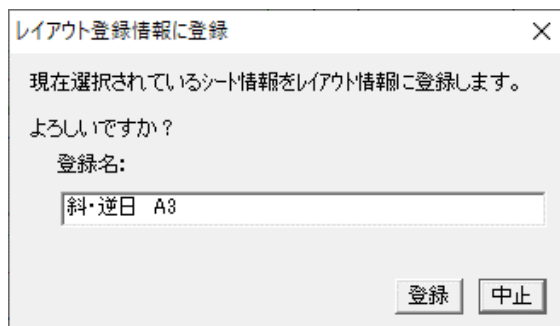 レイアウト登録情報に登録
現在選択されているシート情報をレイアウト情報に登録します。
よろしいですか？
登録名:
斜・逆日　A3
登録 中止